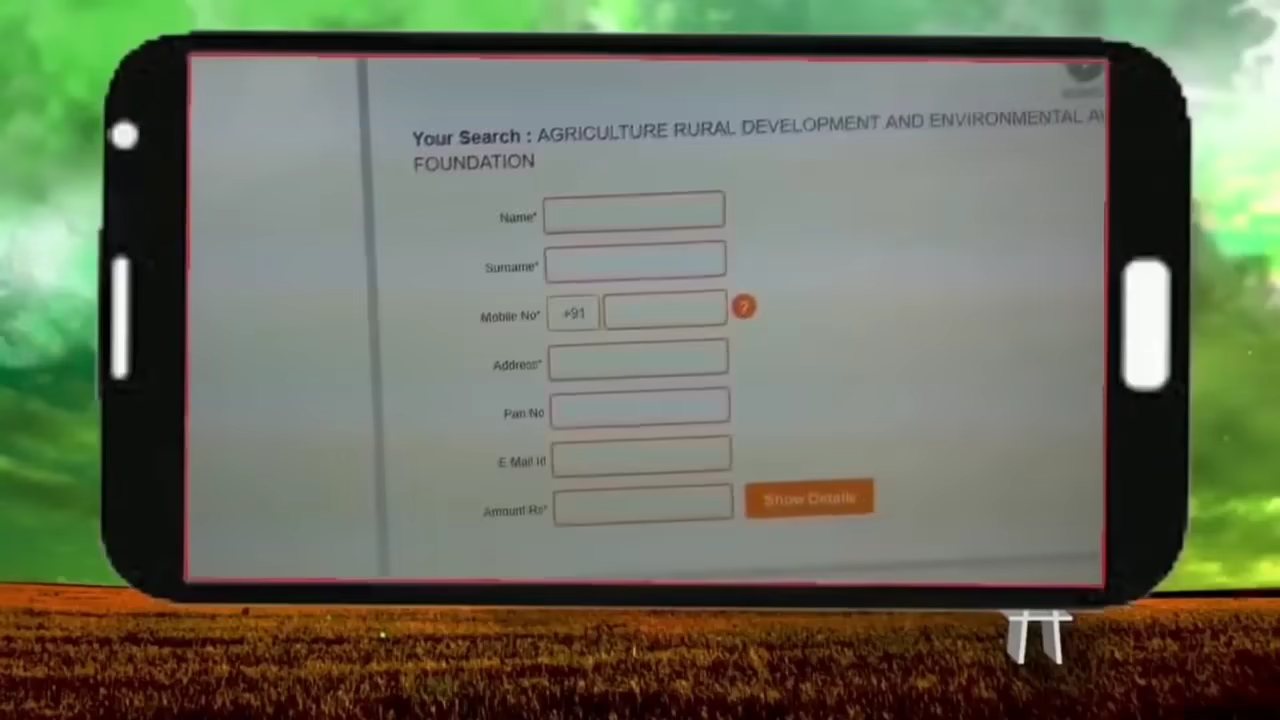 Your Search : AGRICULTURE RURAL DEVELOPMENT AND ENVIRONMENTAL
FOUNDATION
Name*
Surname*
Mobile No* +91 ?
Address*
Pan No
E Mail Id
Amount Rs* Show Details